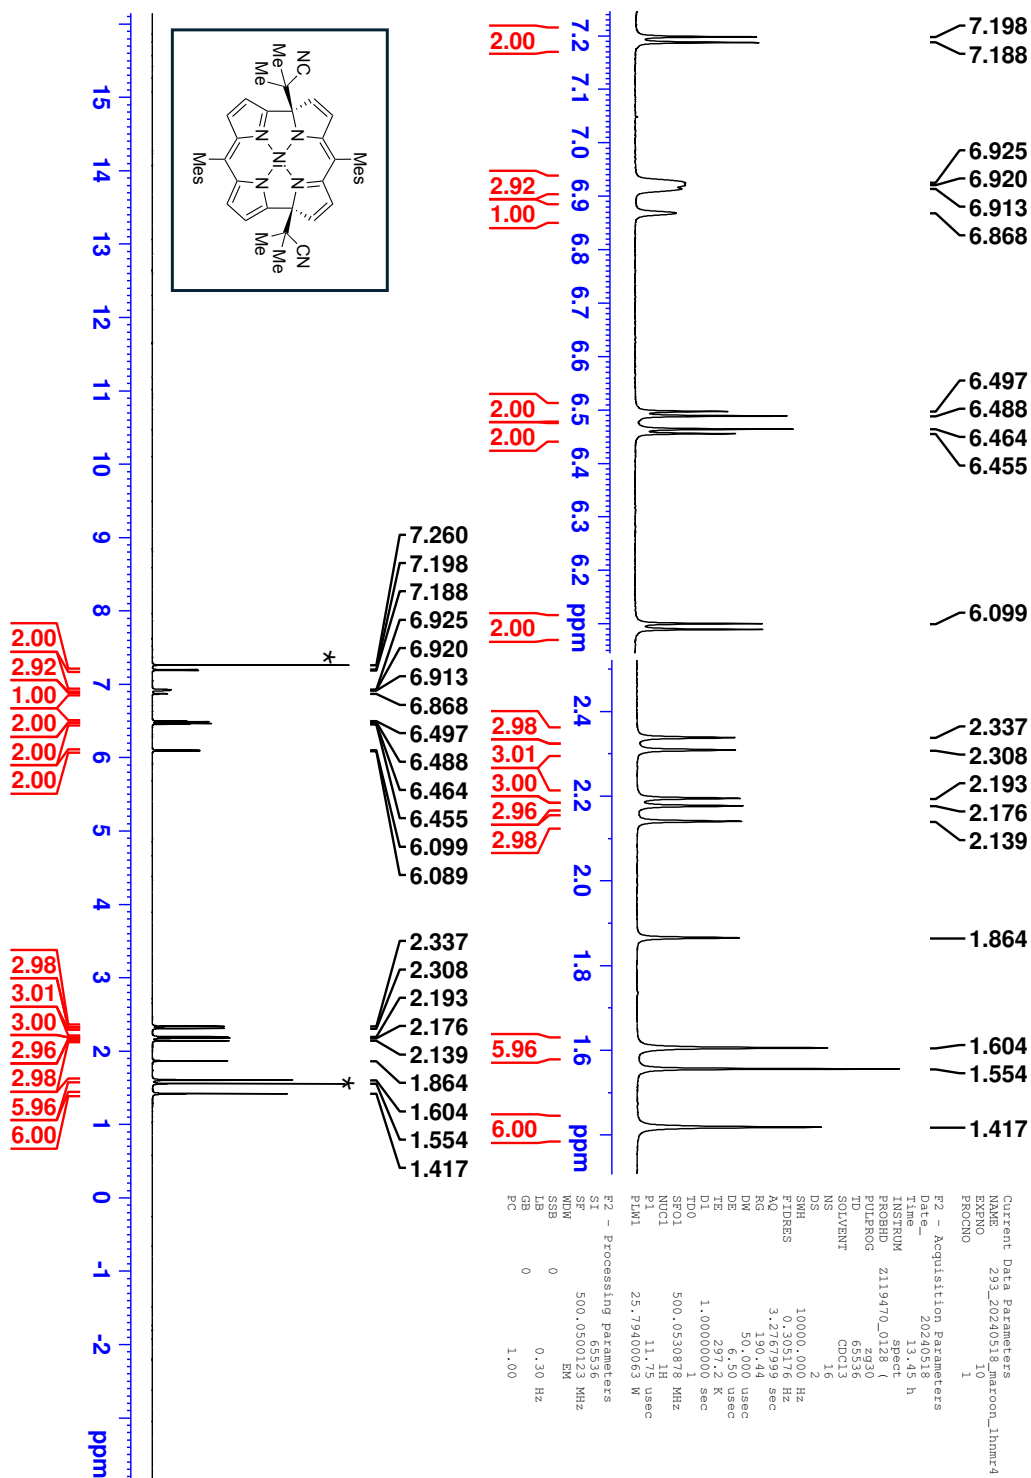 7.198
7.188
6.925
6.920
6.913
6.868
6.497
6.488
6.464
6.455
6.099
2.337
2.308
2.193
2.176
2.139
1.864
1.604
1.554
1.417
7.2 7.1 7.0 6.9 6.8 6.7 6.6 6.5 6.4 6.3 6.2 ppm
2.00
2.92
1.00
2.00
2.00
2.00
2.4 2.2 2.0 1.8 1.6 ppm
2.98
3.01
3.00
2.96
2.98
5.96
6.00
Current Data Parameters
NAME 293_20240518_maroon_1hnmr4
EXPNO 10
PROCNO 1
F2 - Acquisition Parameters
Date_ 20240518
Time 13.45 h
INSTRUM spect
PROBHD Z119470_0128 (
PULPROG zg30
TD 65536
SOLVENT CDCl3
NS 16
DS 2
SWH 10000.000 Hz
FIDRES 0.305176 Hz
AQ 3.2767999 sec
RG 190.44
DW 50.000 usec
DE 6.50 usec
TE 297.2 K
D1 1.00000000 sec
TD0 1
SFO1 500.0530878 MHz
NUC1 1H
P1 11.75 usec
PLW1 25.79400063 W
F2 - Processing parameters
SI 65536
SF 500.0500123 MHz
WDW EM
SSB 0
LB 0.30 Hz
GB 0
PC 1.00
Mes
NC
Me
Me
N
N
Ni
N
N
CN
Me
Me
Mes
7.260
7.198
7.188
6.925
6.920
6.913
6.868
6.497
6.488
6.464
6.455
6.099
6.089
2.337
2.308
2.193
2.176
2.139
1.864
1.604
1.554
1.417
*
*
15 14 13 12 11 10 9 8 7 6 5 4 3 2 1 0 -1 -2 ppm
2.00
2.92
1.00
2.00
2.00
2.00
2.98
3.01
3.00
2.96
2.98
5.96
6.00